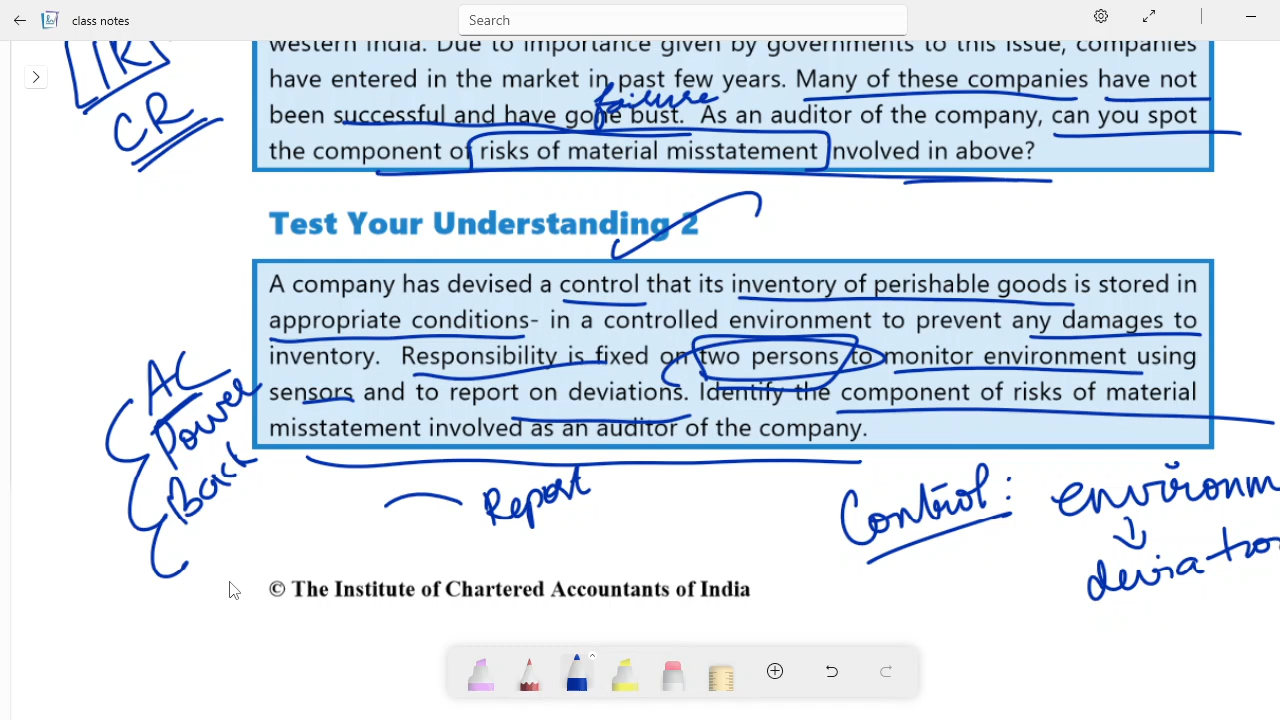 class notes
Search
IR
CR
western India. Due to importance given by governments to this issue, companies
have entered in the market in past few years. Many of these companies have not
failure
been successful and have gone bust. As an auditor of the company, can you spot
the component of risks of material misstatement involved in above?
Test Your Understanding 2
A company has devised a control that its inventory of perishable goods is stored in
appropriate conditions- in a controlled environment to prevent any damages to
inventory. Responsibility is fixed on two persons to monitor environment using
sensors and to report on deviations. Identify the component of risks of material
misstatement involved as an auditor of the company.
AC
Power
Back
Report
Control: environm
deviatio
© The Institute of Chartered Accountants of India